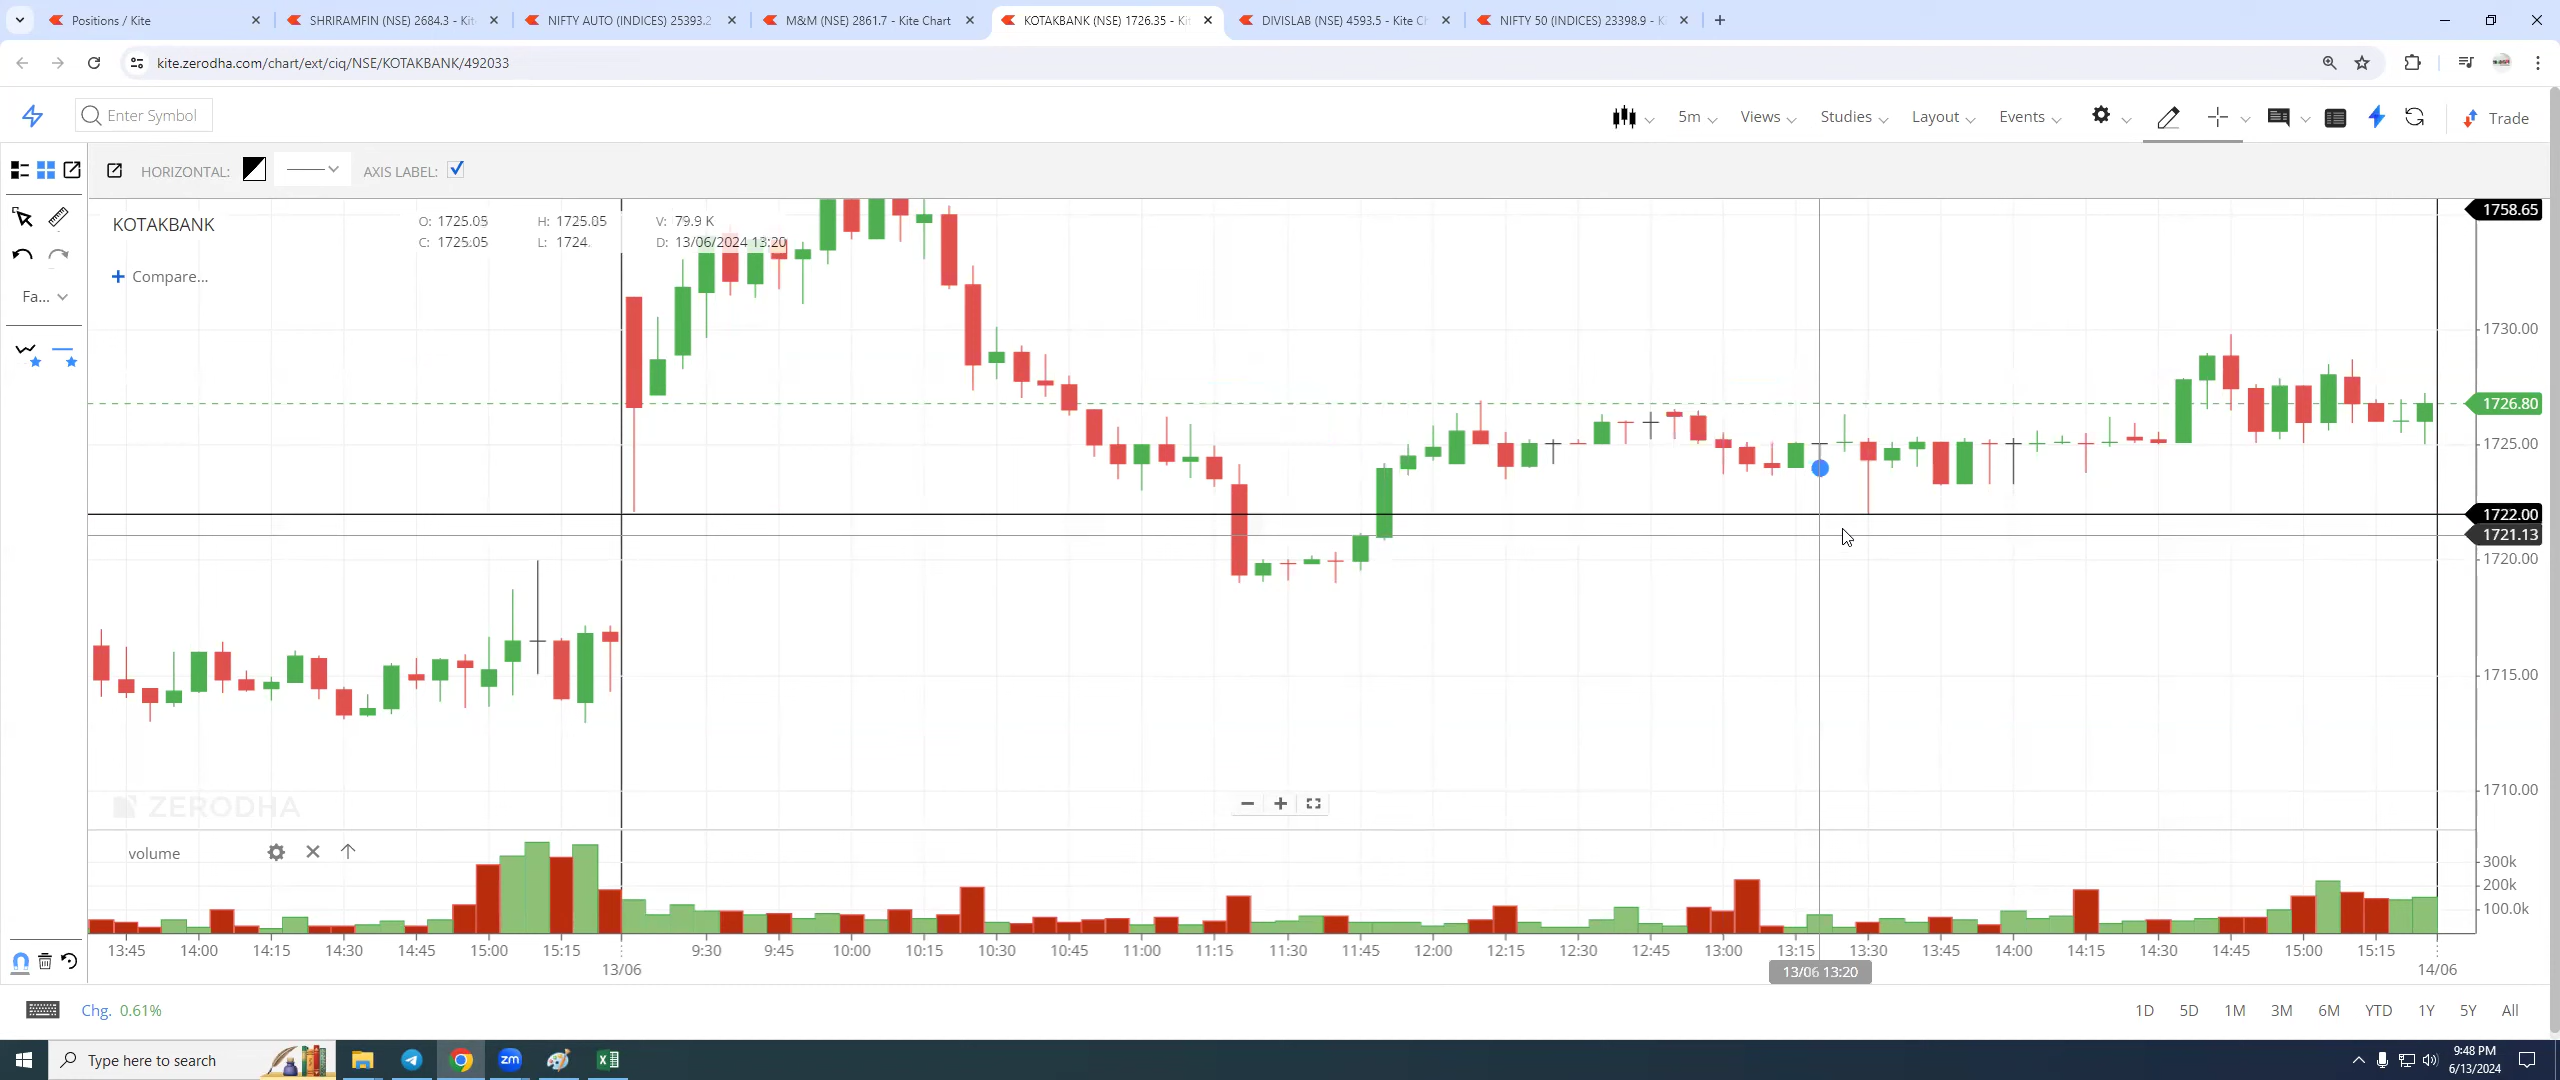 Positions / Kite
SHRIRAMFIN (NSE) 2684.3 - Kit
NIFTY AUTO (INDICES) 25393.2
M&M (NSE) 2861.7 - Kite Chart
KOTAKBANK (NSE) 1726.35 - Ki
DIVISLAB (NSE) 4593.5 - Kite C
NIFTY 50 (INDICES) 23398.9 - K
kite.zerodha.com/chart/ext/ciq/NSE/KOTAKBANK/492033
Enter Symbol
5m
Views
Studies
Layout
Events
Trade
HORIZONTAL:
AXIS LABEL:
Fa...
KOTAKBANK
O: 1725.05 H: 1725.05 V: 79.9 K
C: 1725.05 L: 1724. D: 13/06/2024 13:20
+ Compare...
1758.65
1730.00
1726.80
1725.00
1722.00
1721.13
1720.00
1715.00
1710.00
ZERODHA
volume
300k
200k
100.0k
13:45 14:00 14:15 14:30 14:45 15:00 15:15 9:30 9:45 10:00 10:15 10:30 10:45 11:00 11:15 11:30 11:45 12:00 12:15 12:30 12:45 13:00 13:15 13:30 13:45 14:00 14:15 14:30 14:45 15:00 15:15
13/06 13/06 13:20 14/06
Chg. 0.61%
1D 5D 1M 3M 6M YTD 1Y 5Y All
Type here to search
zm
9:48 PM
6/13/2024